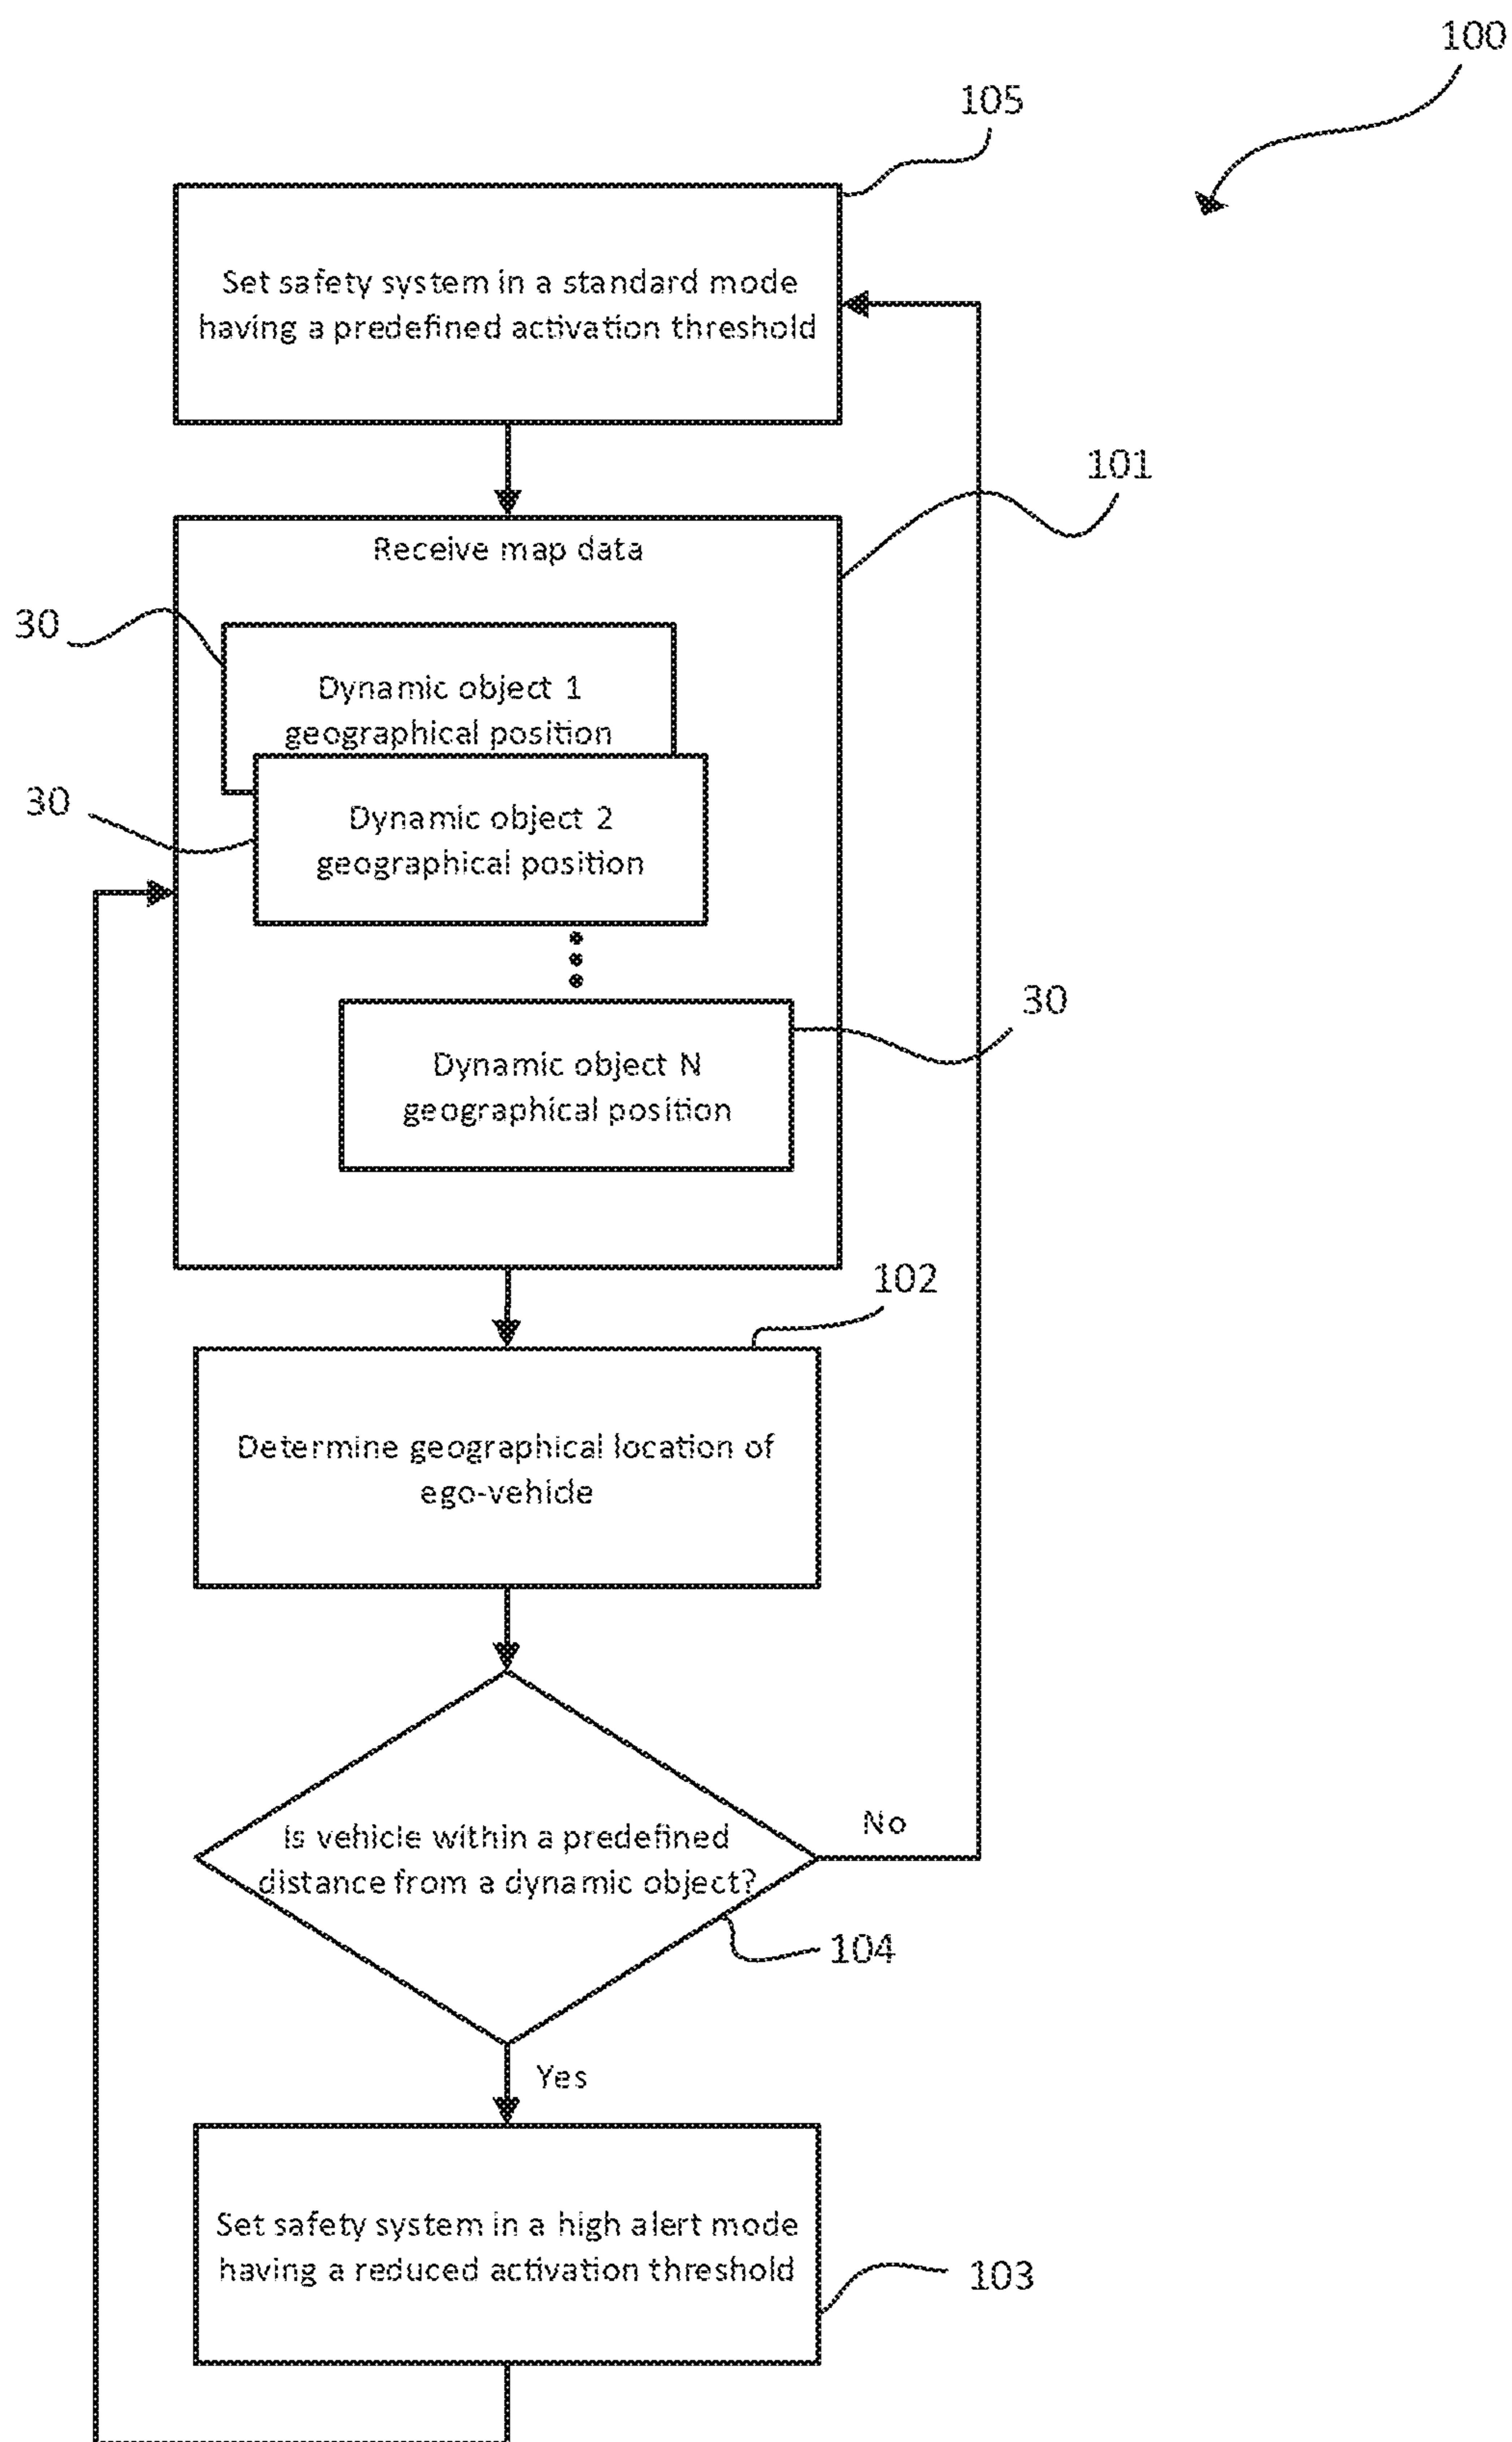 100
105
Set safety system in a standard mode
having a predefined activation threshold
101
Receive map data
30
Dynamic object 1
geographical position
30
Dynamic object 2
geographical position
30
Dynamic object N
geographical position
102
Determine geographical location of
ego-vehicle
Is vehicle within a predefined
distance from a dynamic object?
No
104
Yes
Set safety system in a high alert mode
having a reduced activation threshold
103